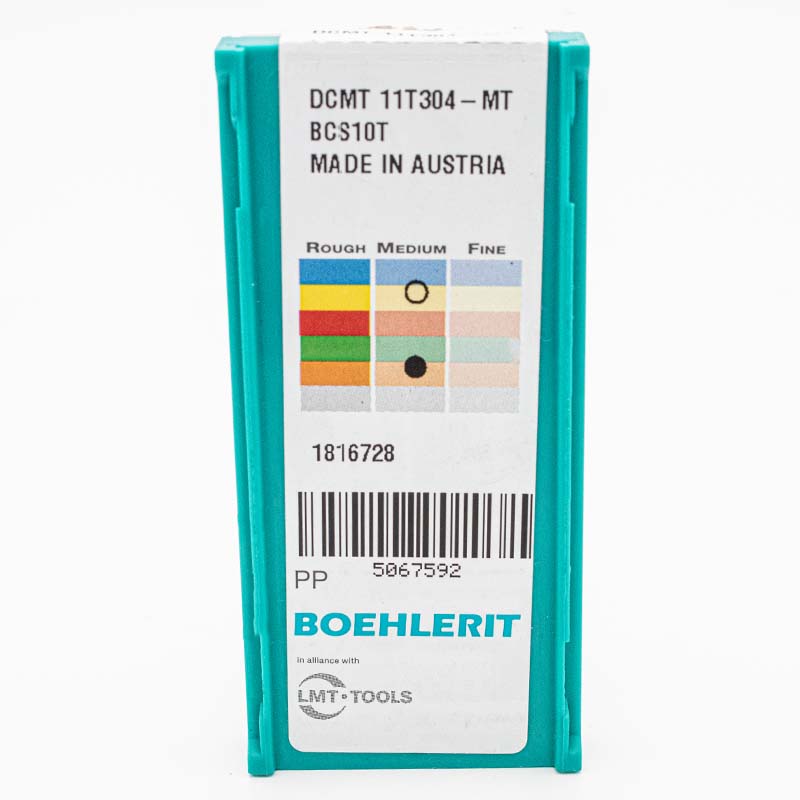 DCMT 11T304 – MT
BCS10T
MADE IN AUSTRIA
ROUGH MEDIUM FINE
1816728
5067592
PP
BOEHLERIT
in alliance with
LMT·TOOLS